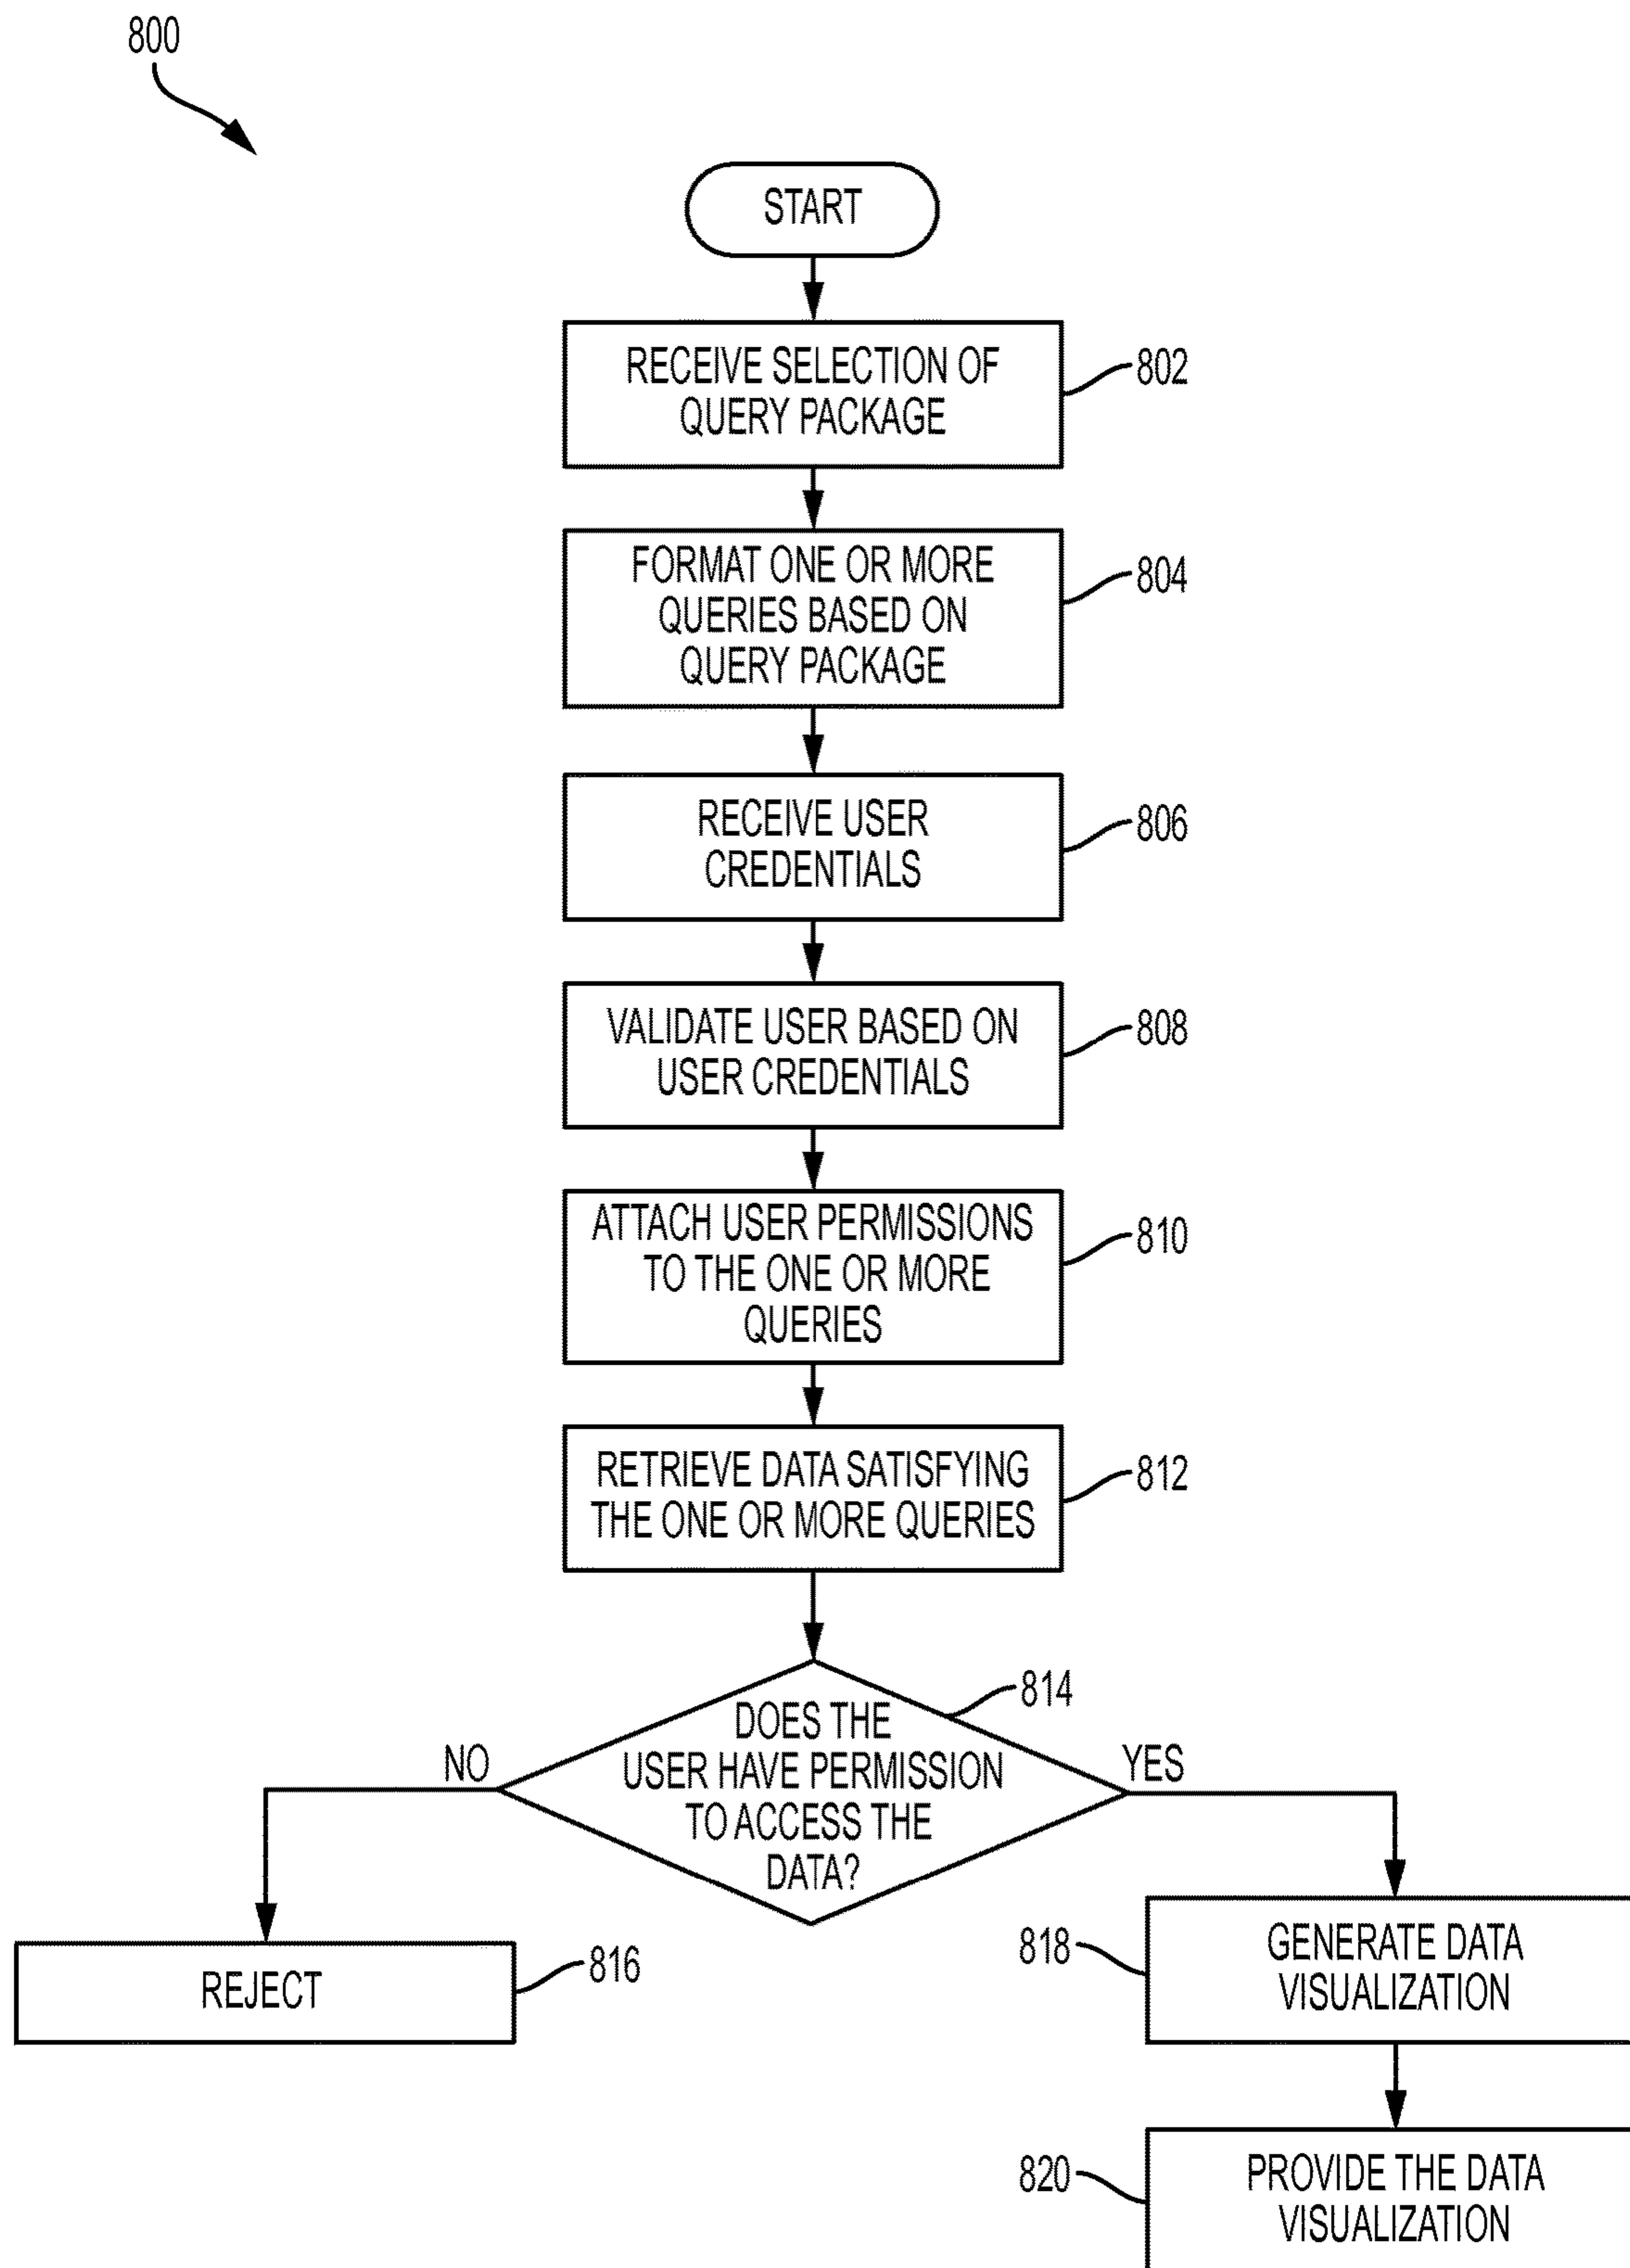 800
START
RECEIVE SELECTION OF
QUERY PACKAGE
802
FORMAT ONE OR MORE
QUERIES BASED ON
QUERY PACKAGE
804
RECEIVE USER
CREDENTIALS
806
VALIDATE USER BASED ON
USER CREDENTIALS
808
ATTACH USER PERMISSIONS
TO THE ONE OR MORE
QUERIES
810
RETRIEVE DATA SATISFYING
THE ONE OR MORE QUERIES
812
814
DOES THE
USER HAVE PERMISSION
TO ACCESS THE
DATA?
NO
YES
REJECT
816
818
GENERATE DATA
VISUALIZATION
820
PROVIDE THE DATA
VISUALIZATION